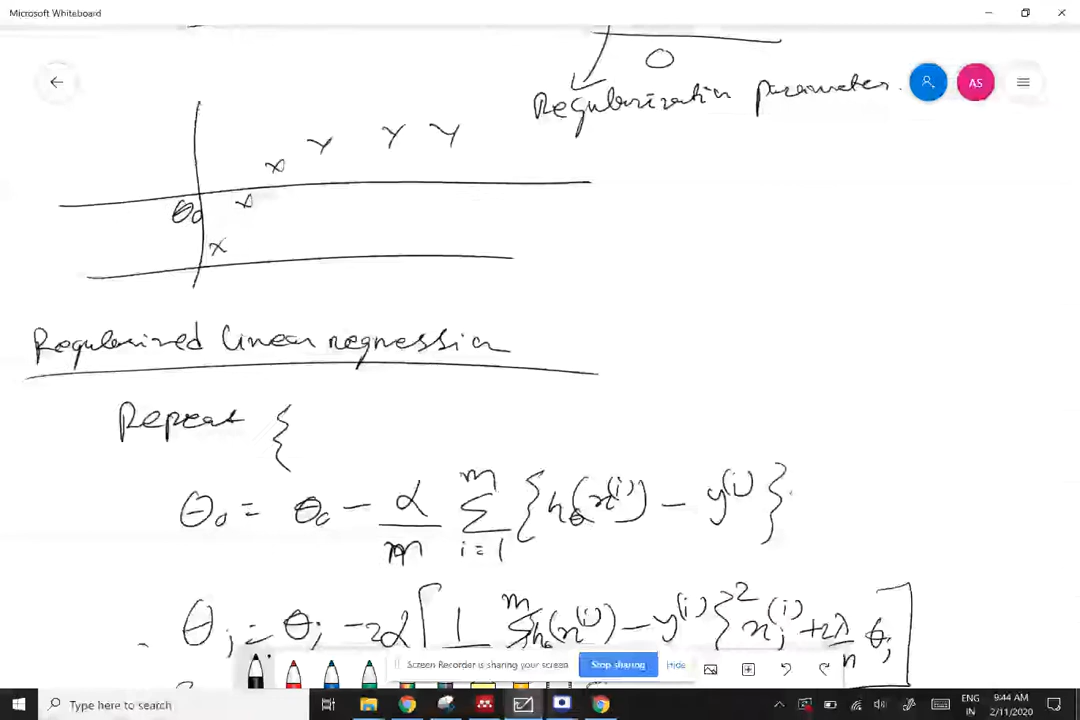 Microsoft Whiteboard
0
Regularization parameter.
AS
x x x Y Y Y
θ₀
Regularized linear regression
Repeat {
θ₀ = θ₀ - α/m Σ i=1 m {hθ(x^(i)) - y^(i)}
θj = θj - 2α [ 1 Σ m h(x^(i)) - y^(i) }² xj^(i) + 2λ/n θj ]
Screen Recorder is sharing your screen. Stop sharing Hide
Type here to search
ENG
IN
9:44 AM
2/11/2020